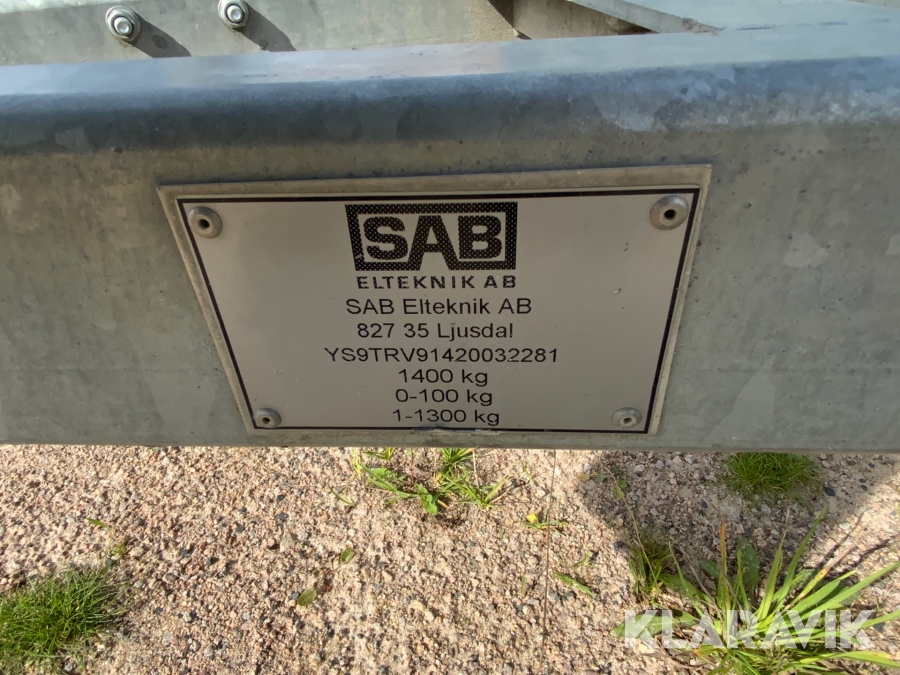 SAB
ELTEKNIK AB
SAB Elteknik AB
827 35 Ljusdal
YS9TRV91420032281
1400 kg
0-100 kg
1-1300 kg
KLARAVIK